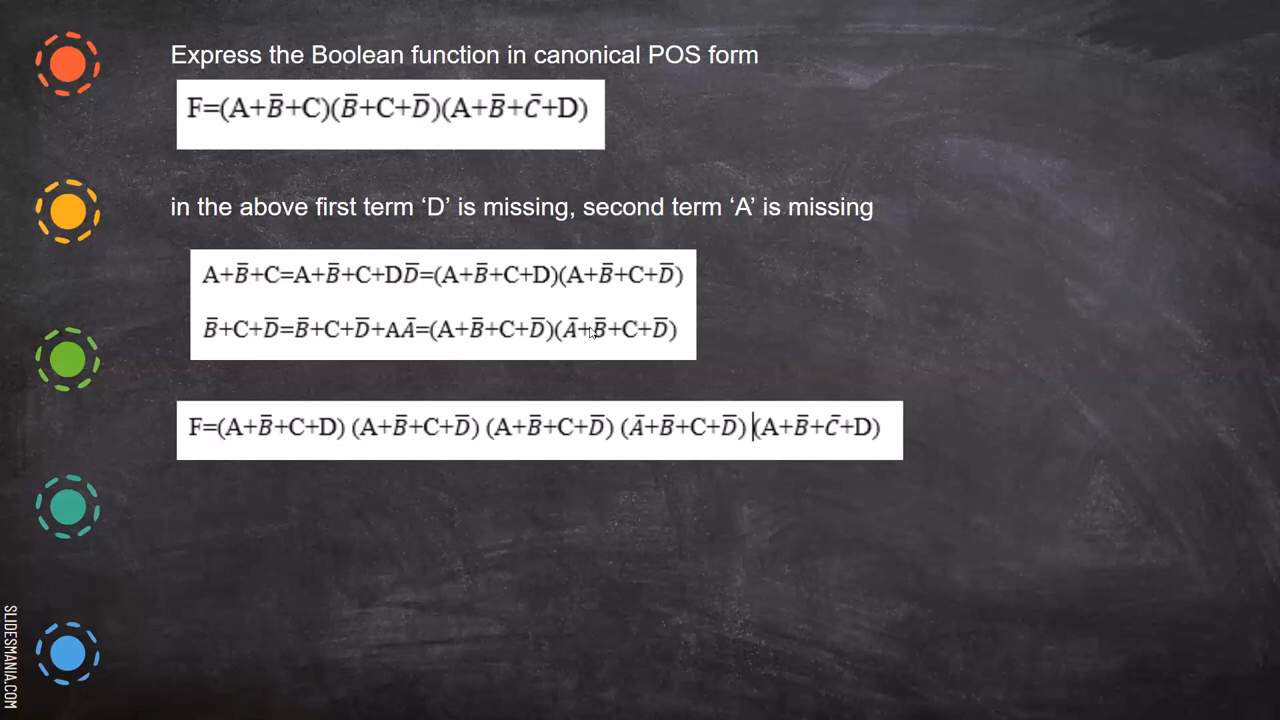 Express the Boolean function in canonical POS form
F=(A+B̅+C)(B̅+C+D̅)(A+B̅+C̅+D)
in the above first term ‘D’ is missing, second term ‘A’ is missing
A+B̅+C=A+B̅+C+DD̅=(A+B̅+C+D)(A+B̅+C+D̅)
B̅+C+D̅=B̅+C+D̅+AA̅=(A+B̅+C+D̅)(A̅+B̅+C+D̅)
F=(A+B̅+C+D) (A+B̅+C+D̅) (A+B̅+C+D̅) (A̅+B̅+C+D̅) (A+B̅+C̅+D)
SLIDESMANIA.COM